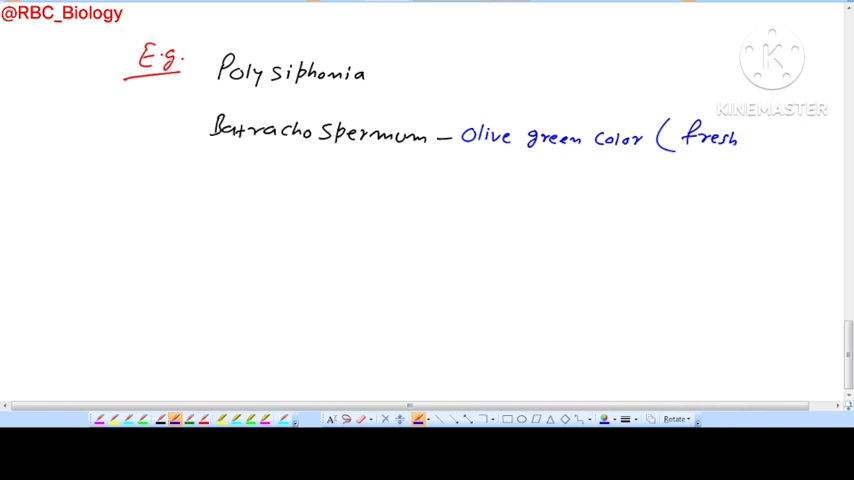 @RBC_Biology
E.g. Polysiphonia
KINEMASTER
Batrachospermum – Olive green color ( fresh
Rotate